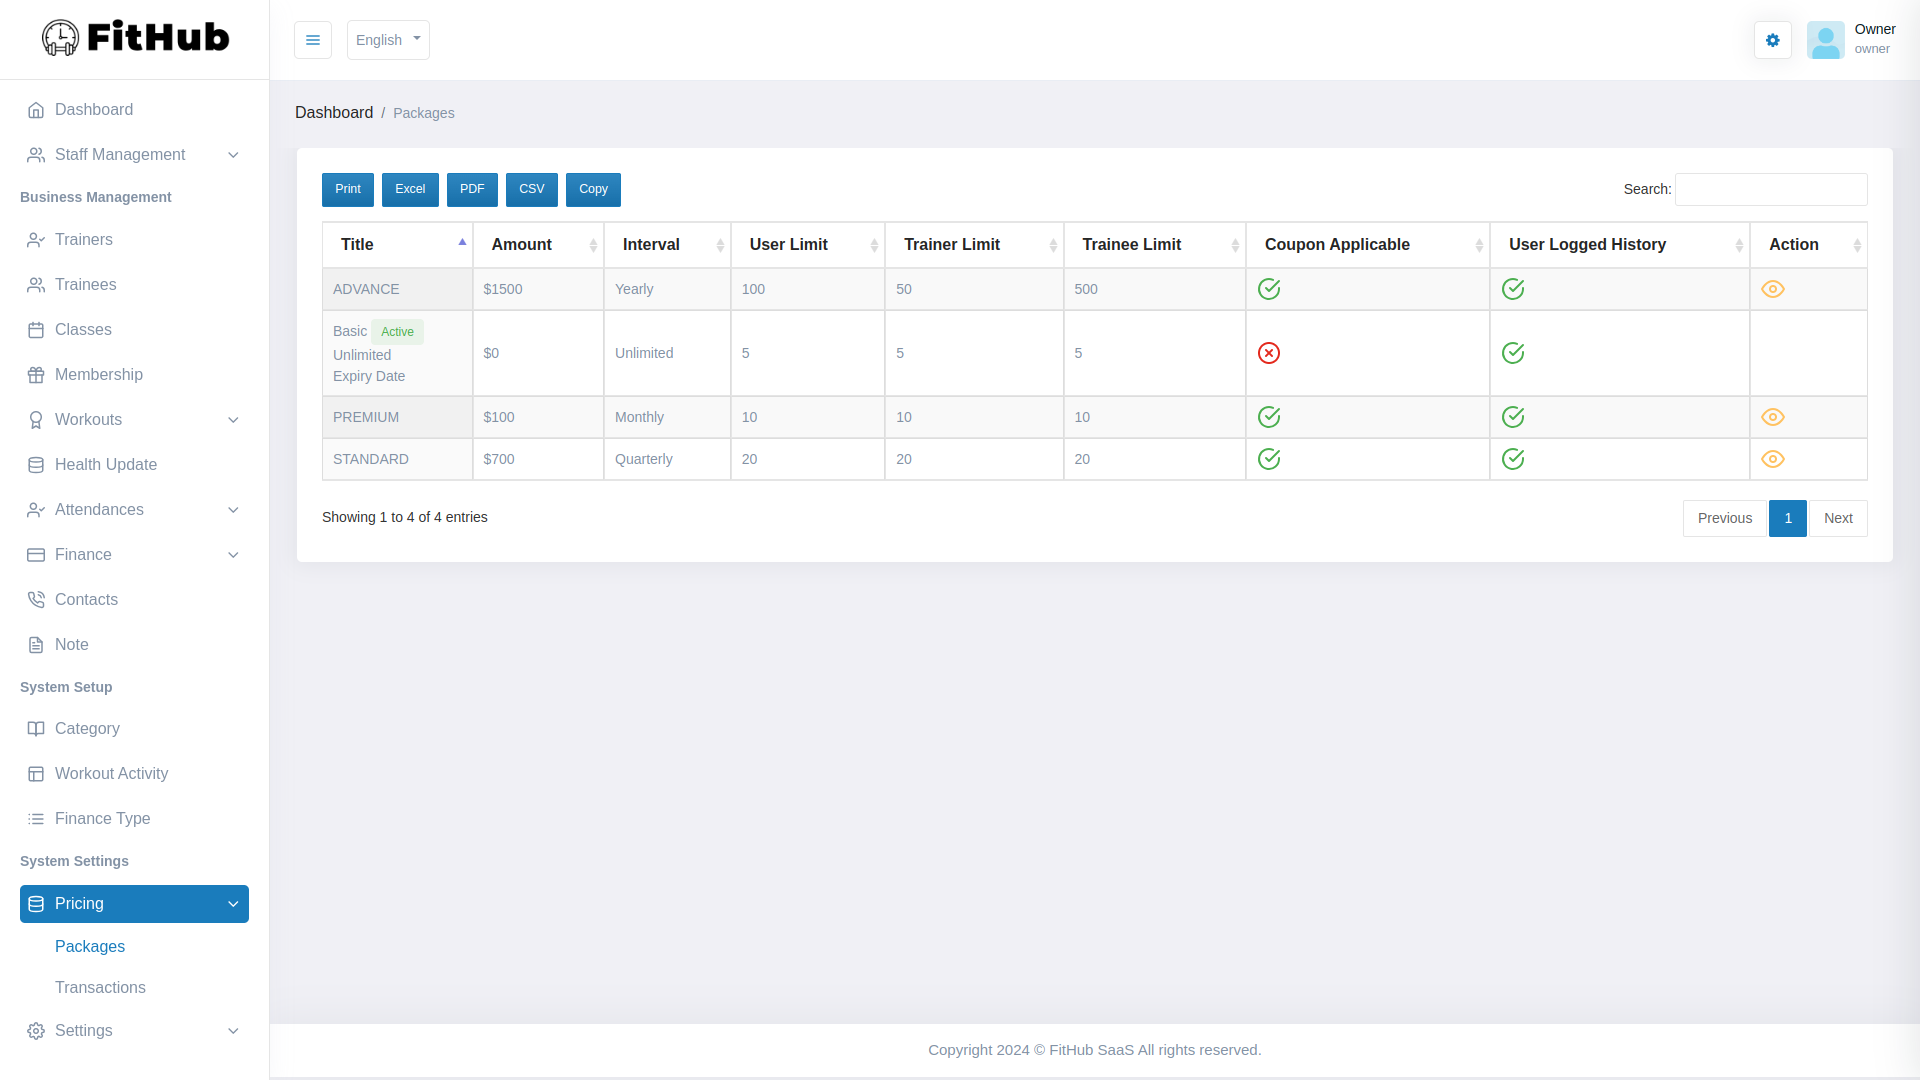 FitHub
English
Owner
owner
Dashboard
Staff Management
Business Management
Trainers
Trainees
Classes
Membership
Workouts
Health Update
Attendances
Finance
Contacts
Note
System Setup
Category
Workout Activity
Finance Type
System Settings
Pricing
Packages
Transactions
Settings
Dashboard / Packages
Print Excel PDF CSV Copy
Search:
Title Amount Interval User Limit Trainer Limit Trainee Limit Coupon Applicable User Logged History Action
ADVANCE $1500 Yearly 100 50 500
Basic Active
Unlimited
Expiry Date
$0 Unlimited 5 5 5
PREMIUM $100 Monthly 10 10 10
STANDARD $700 Quarterly 20 20 20
Showing 1 to 4 of 4 entries
Previous 1 Next
Copyright 2024 © FitHub SaaS All rights reserved.